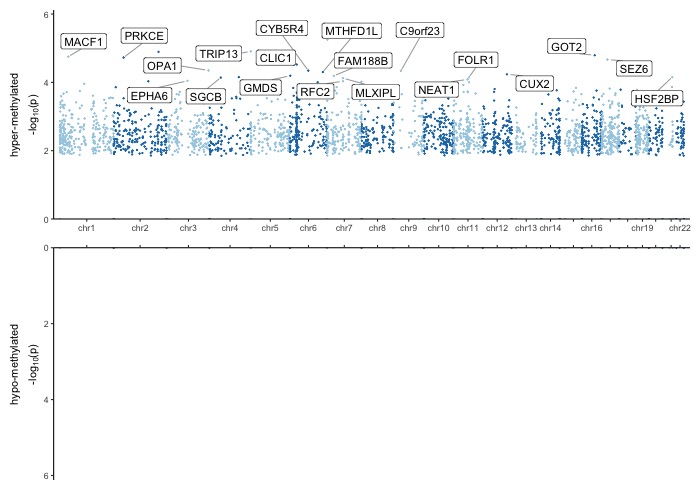 6
CYB5R4
MTHFD1L
C9orf23
MACF1
PRKCE
GOT2
TRIP13
CLIC1
FAM188B
FOLR1
OPA1
SEZ6
4
CUX2
EPHA6
SGCB
GMDS
RFC2
MLXIPL
NEAT1
HSF2BP
hyper-methylated
-log10(p)
2
0
chr1 chr2 chr3 chr4 chr5 chr6 chr7 chr8 chr9 chr10 chr11 chr12 chr13 chr14 chr16 chr19 chr22
0
2
hypo-methylated
-log10(p)
4
6